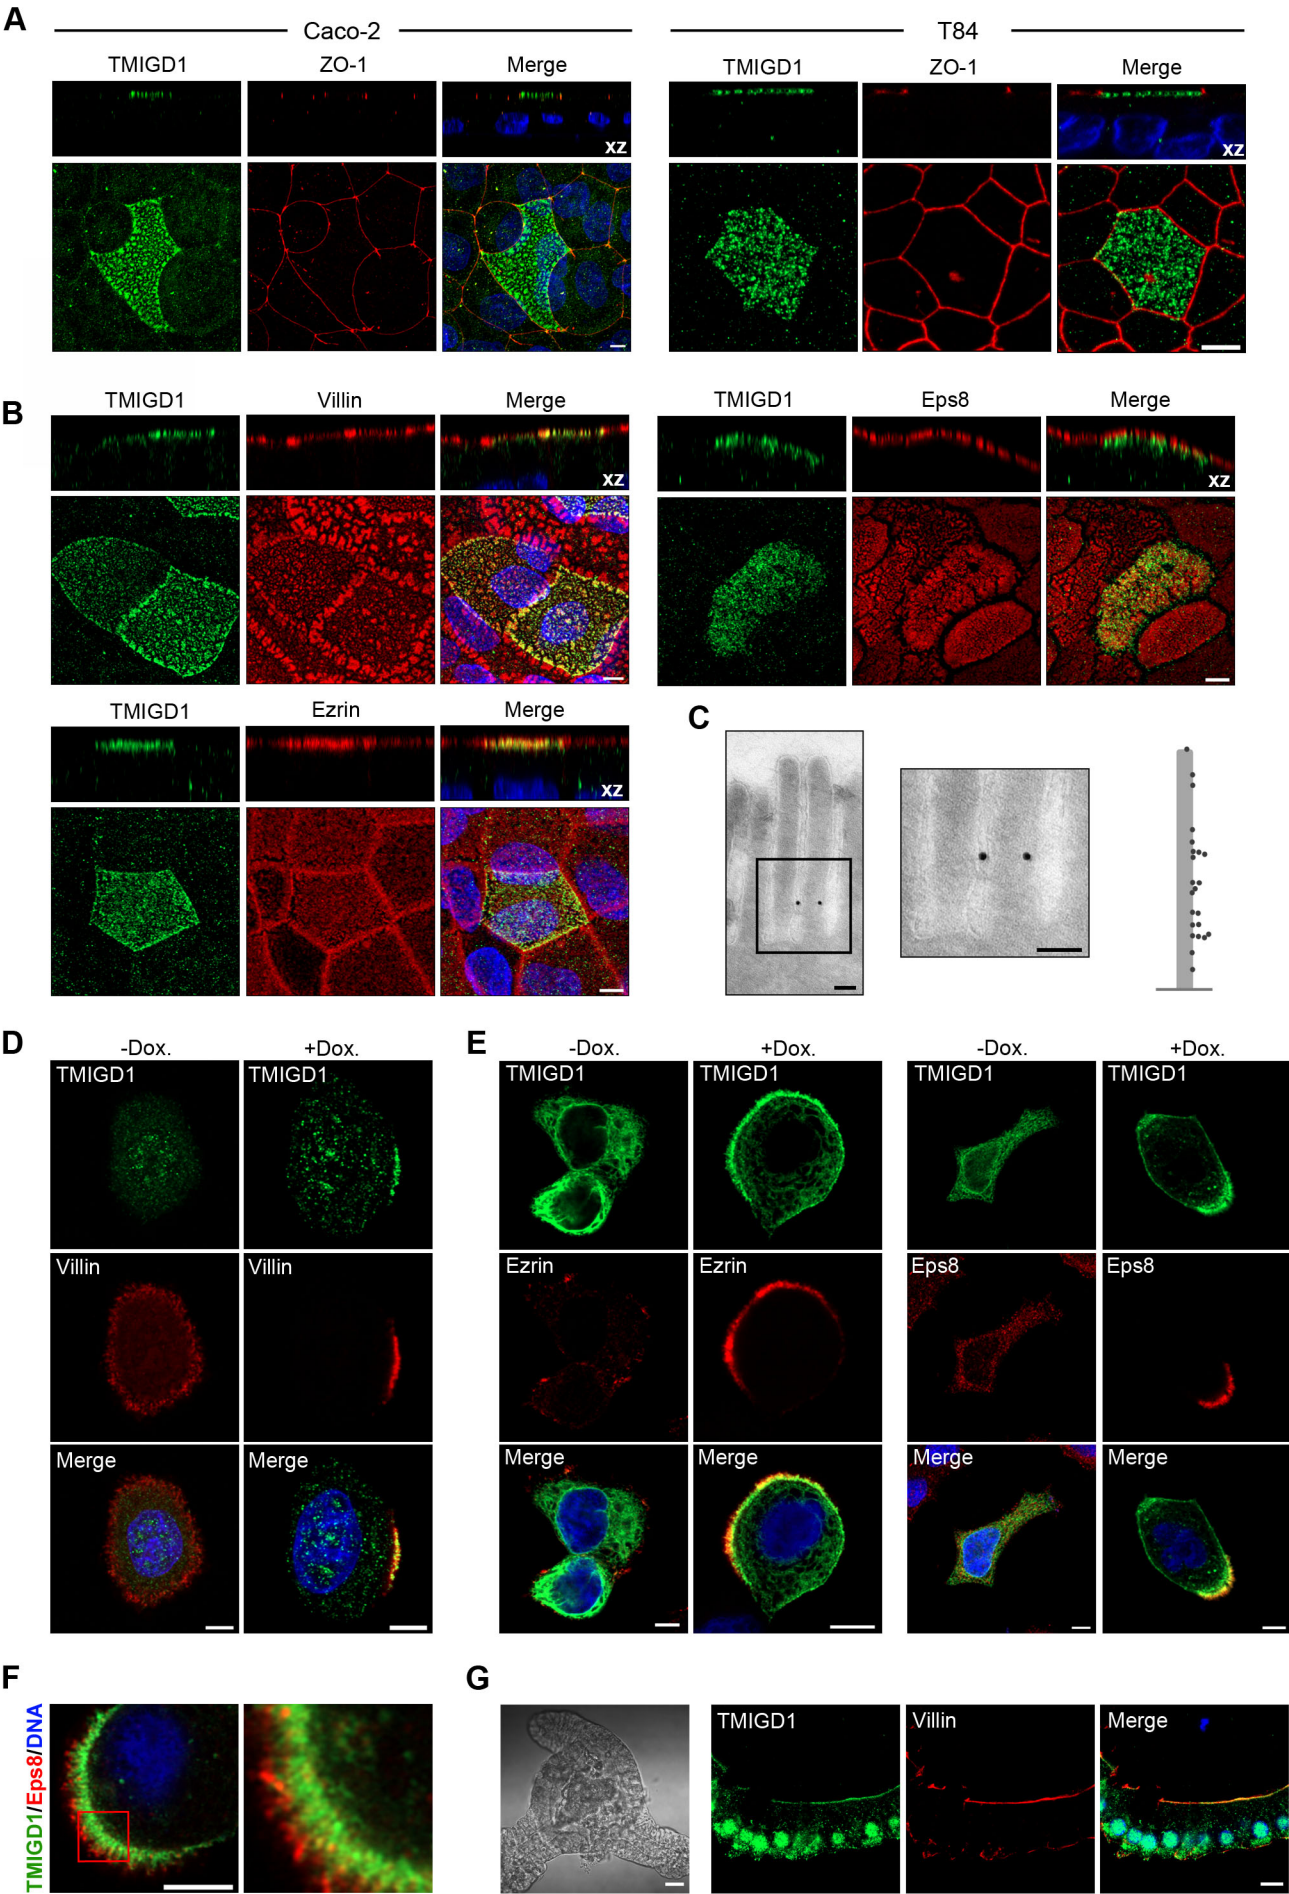 A
Caco-2
T84
TMIGD1 ZO-1 Merge
TMIGD1 ZO-1 Merge
xz
xz
B
TMIGD1 Villin Merge
TMIGD1 Eps8 Merge
xz
xz
TMIGD1 Ezrin Merge
xz
C
D
-Dox. +Dox.
TMIGD1 TMIGD1
Villin Villin
Merge Merge
E
-Dox. +Dox. -Dox. +Dox.
TMIGD1 TMIGD1 TMIGD1 TMIGD1
Ezrin Ezrin Eps8 Eps8
Merge Merge Merge Merge
F
TMIGD1/Eps8/DNA
G
TMIGD1 Villin Merge